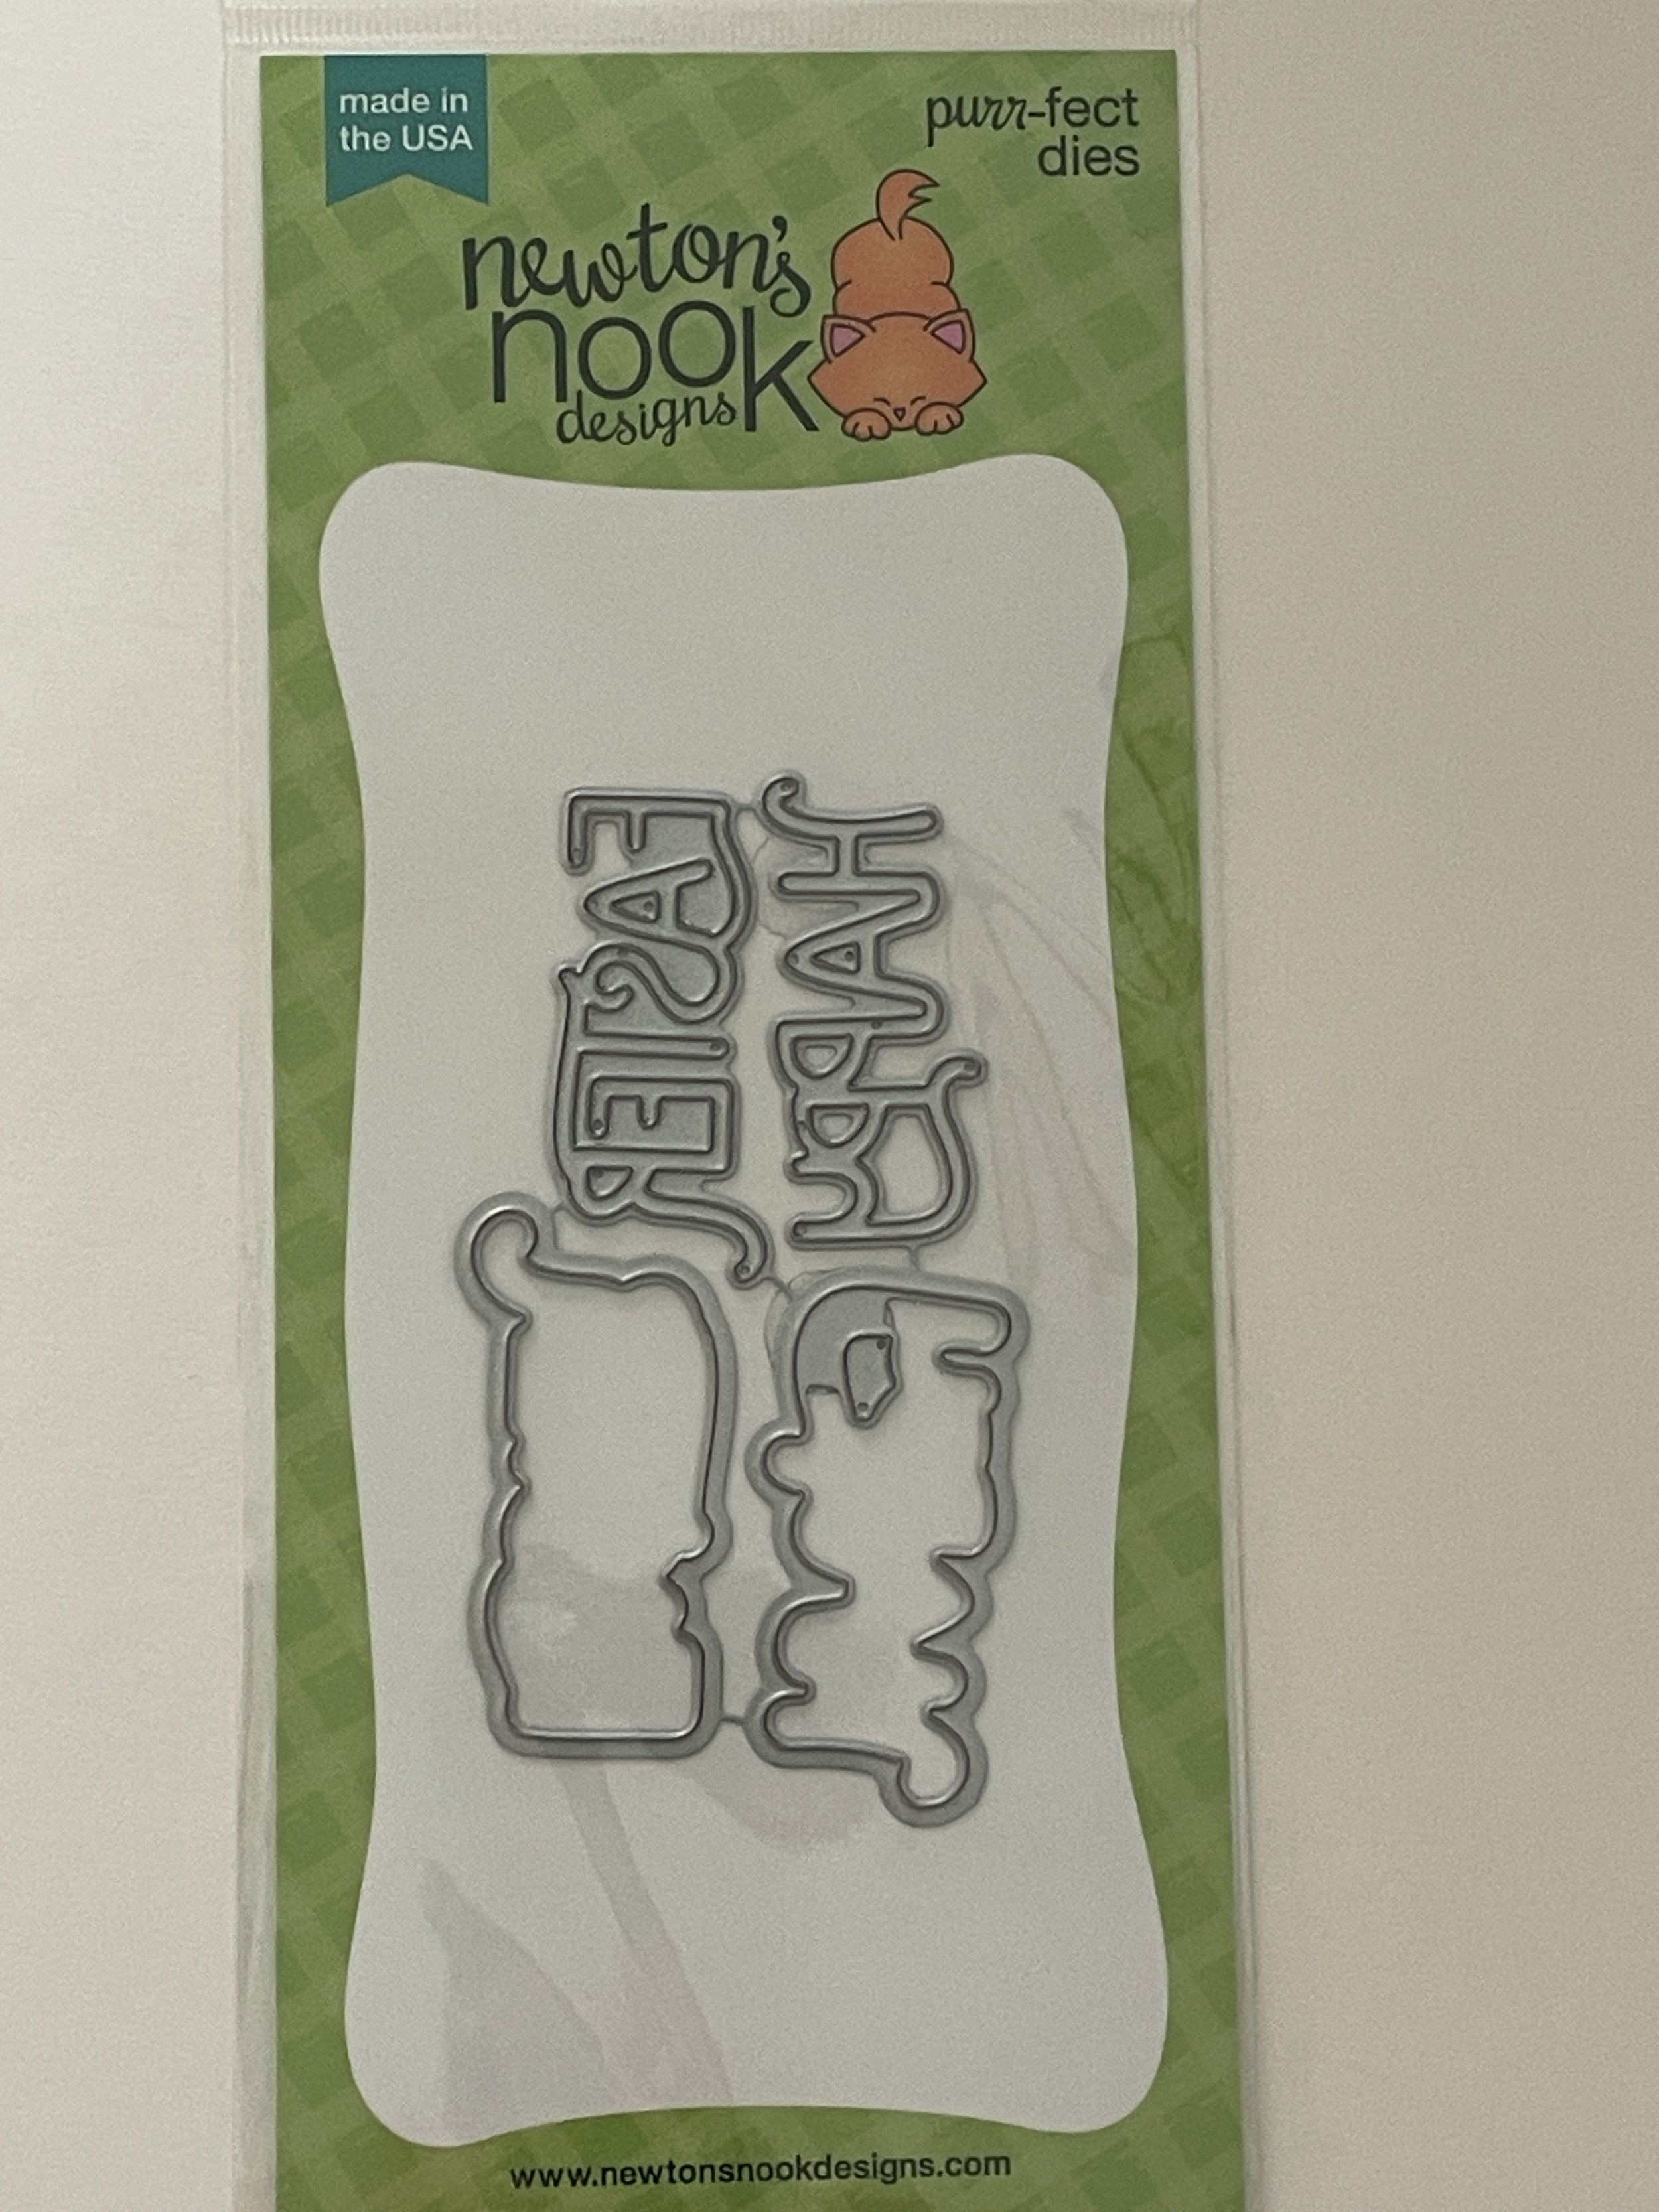 made in
the USA
purr-fect
dies
newton's
nook
designs
HAPPY
EASTER
www.newtonsnookdesigns.com